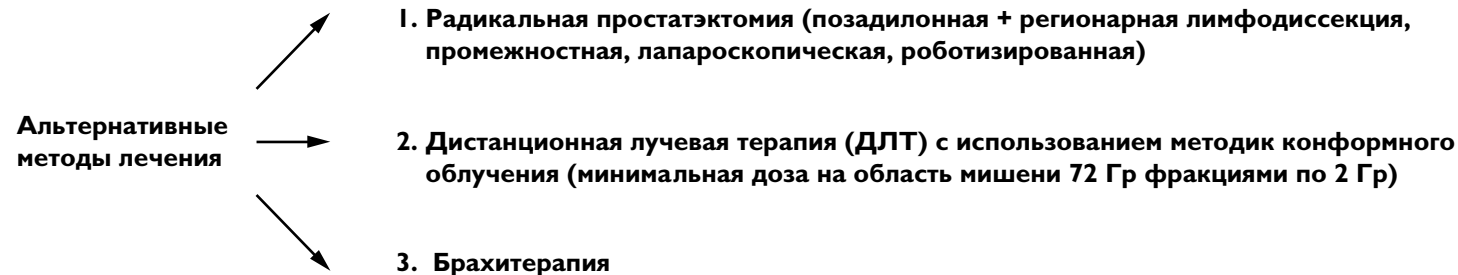 1. Радикальная простатэктомия (позадилонная + регионарная лимфодиссекция,
промежностная, лапароскопическая, роботизированная)
Альтернативные
методы лечения
2. Дистанционная лучевая терапия (ДЛТ) с использованием методик конформного
облучения (минимальная доза на область мишени 72 Гр фракциями по 2 Гр)
3. Брахитерапия